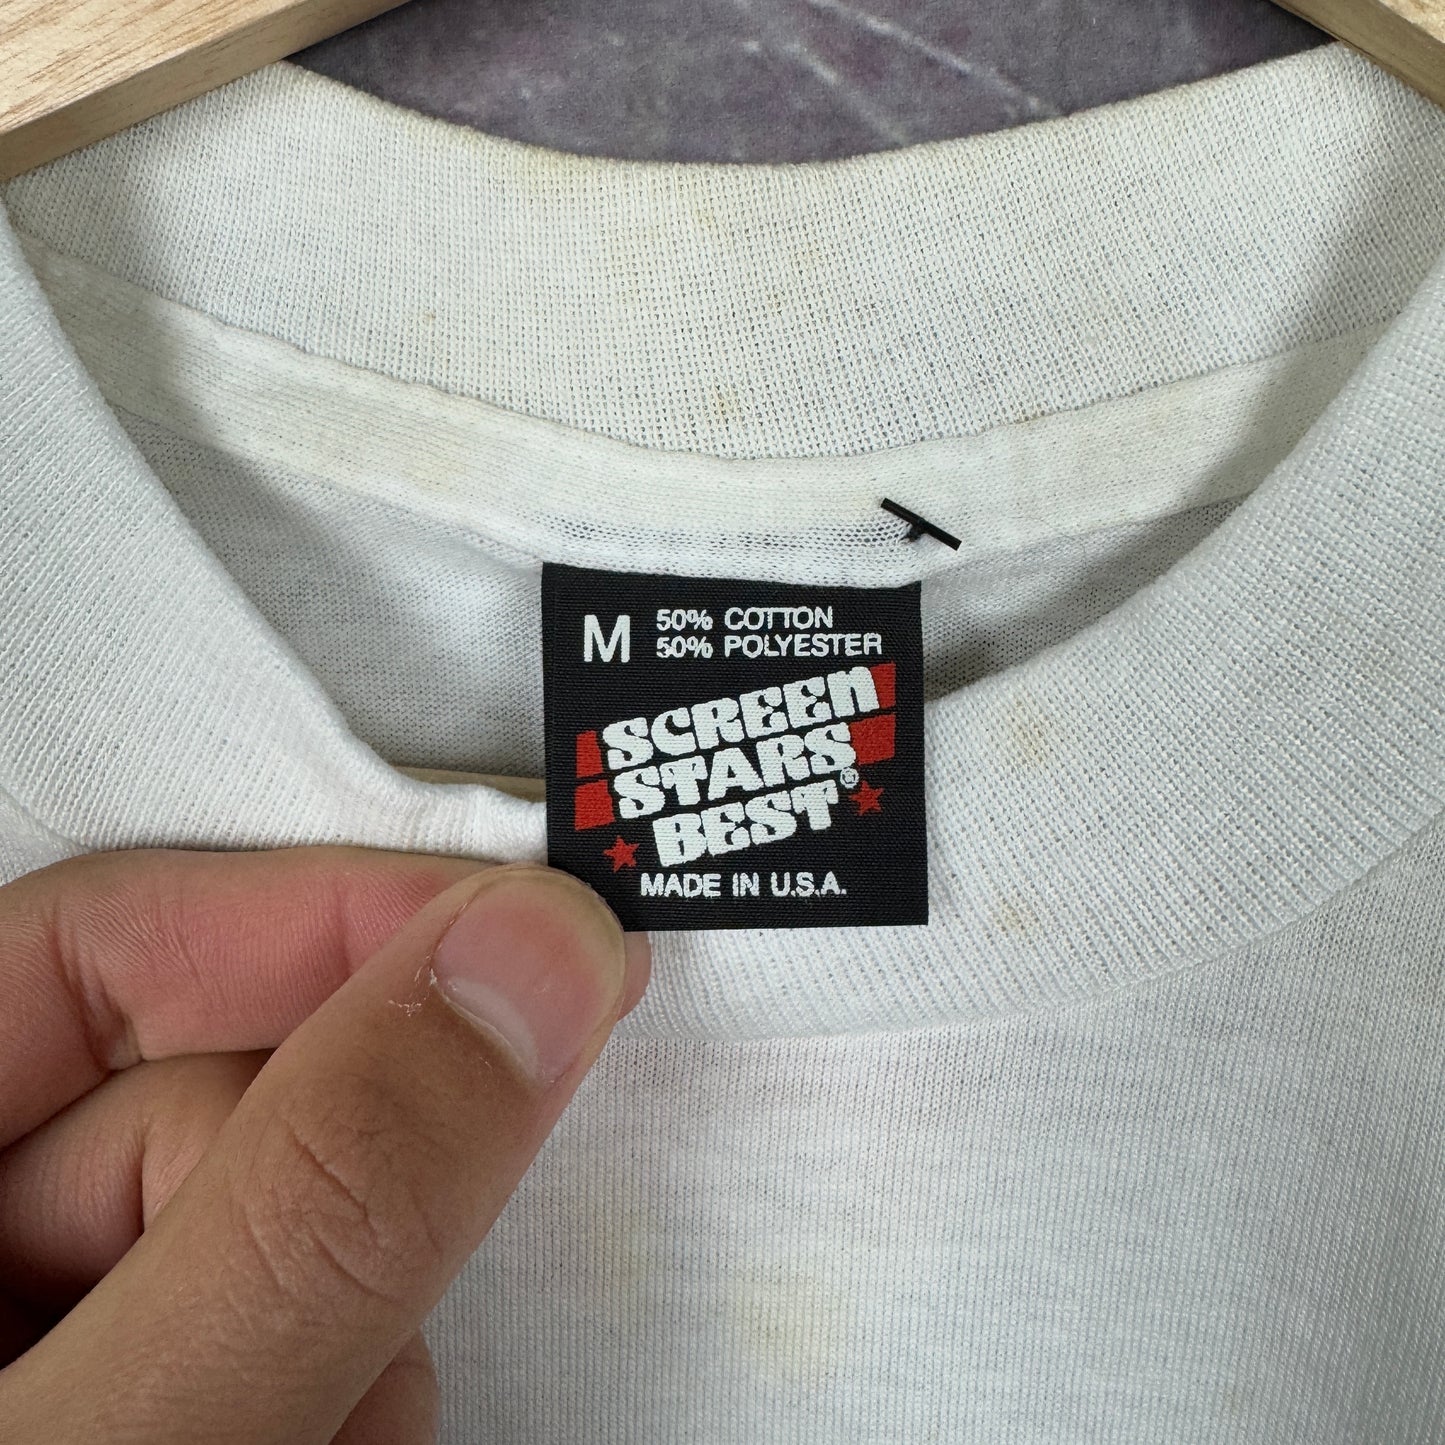 M 50% COTTON
50% POLYESTER
SCREEN
STARS
BEST®
MADE IN U.S.A.